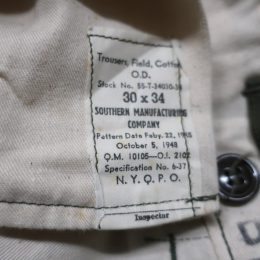 Trousers, Field, Cotton
O.D.
Stock No. 55-T-34030-34
30 x 34
SOUTHERN MANUFACTURING
COMPANY
Pattern Date Feby. 22, 1945
October 5, 1948
Q.M. 10105—O.I. 2102
Specification No. 6-37
N.Y.Q.P.O.
Inspector